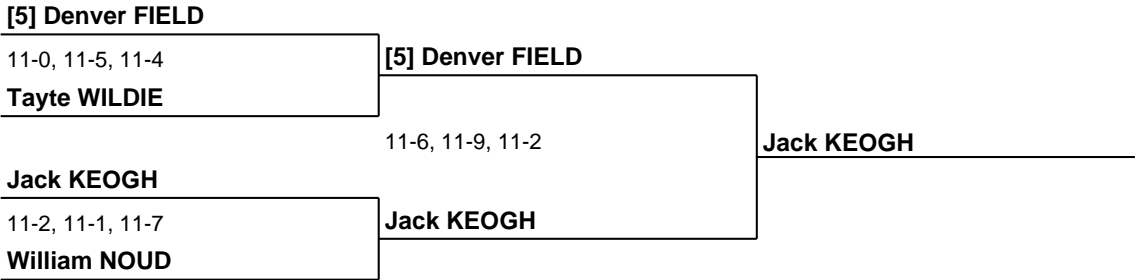 [5] Denver FIELD
11-0, 11-5, 11-4
[5] Denver FIELD
Tayte WILDIE
11-6, 11-9, 11-2
Jack KEOGH
Jack KEOGH
11-2, 11-1, 11-7
Jack KEOGH
William NOUD